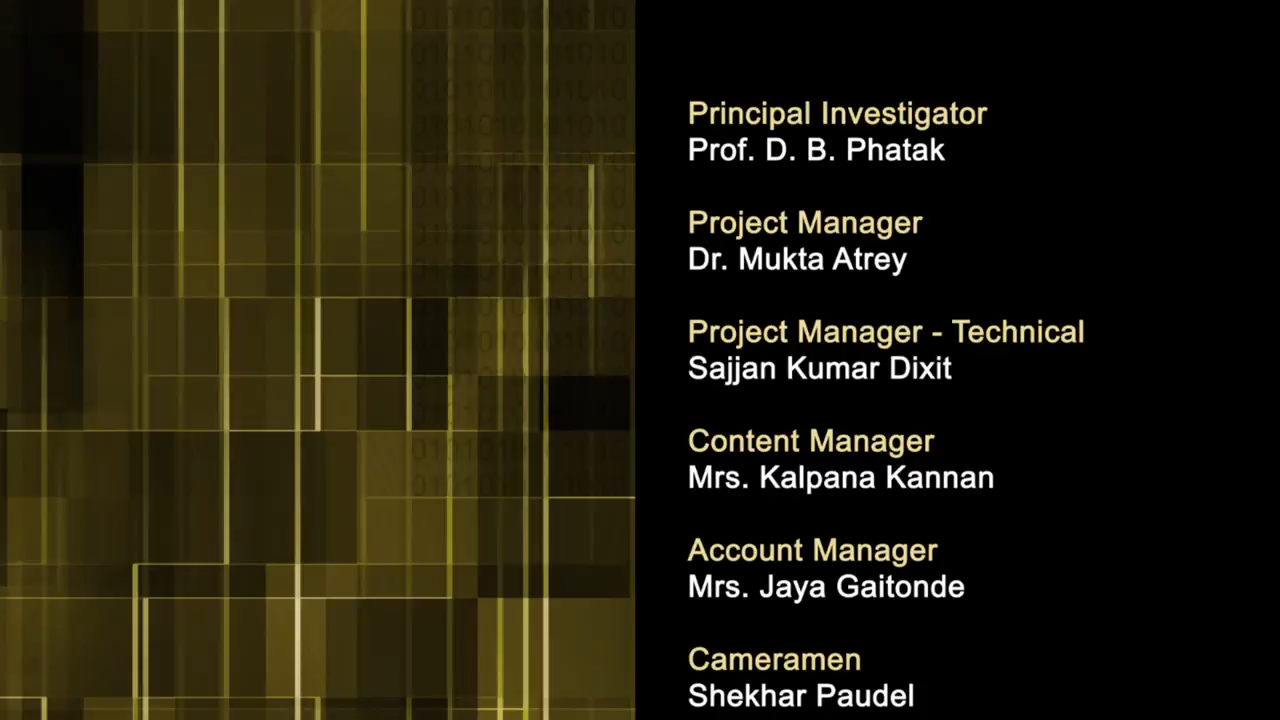 Principal Investigator
Prof. D. B. Phatak
Project Manager
Dr. Mukta Atrey
Project Manager - Technical
Sajjan Kumar Dixit
Content Manager
Mrs. Kalpana Kannan
Account Manager
Mrs. Jaya Gaitonde
Cameramen
Shekhar Paudel